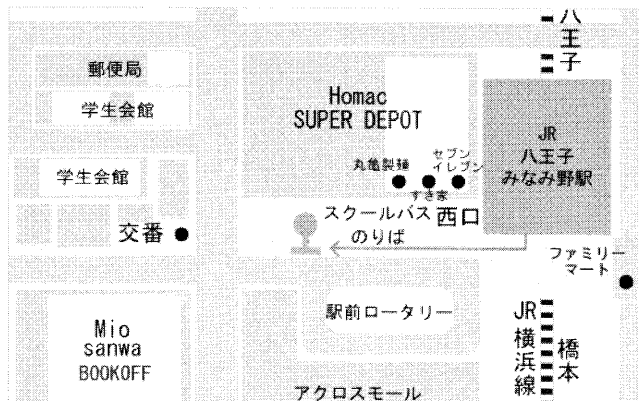 八王子
郵便局
学生会館
Homac
SUPER DEPOT
JR
八王子
みなみ野駅
丸亀製麺
セブン
イレブン
すき家
学生会館
スクールバス
のりば
西口
交番
ファミリー
マート
駅前ロータリー
JR横浜線
橋本
Mio
sanwa
BOOKOFF
アクロスモール